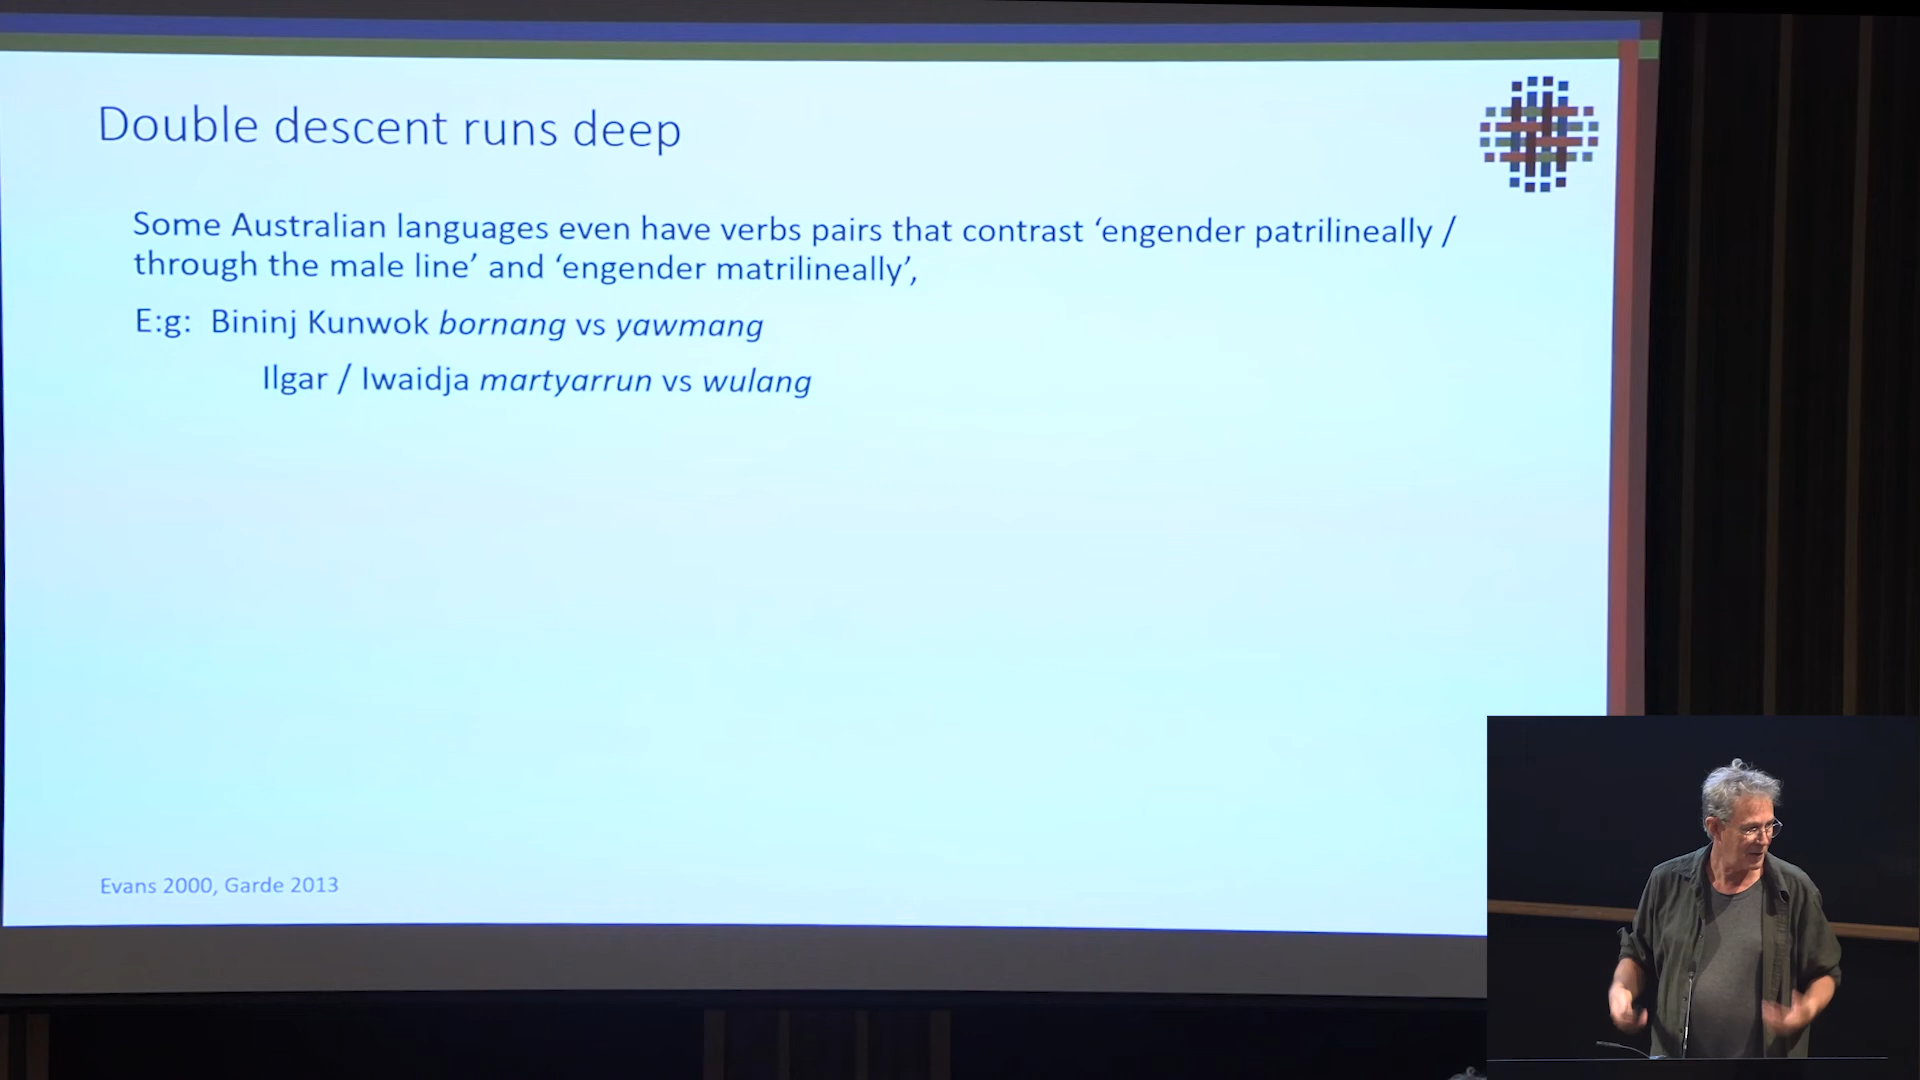 Double descent runs deep
Some Australian languages even have verbs pairs that contrast ‘engender patrilineally /
through the male line’ and ‘engender matrilineally’,
E:g: Bininj Kunwok bornang vs yawmang
Ilgar / Iwaidja martyarrun vs wulang
Evans 2000, Garde 2013